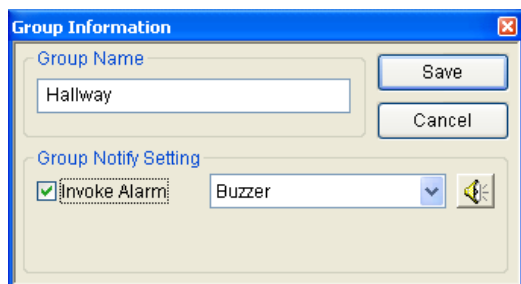 Group Information
Group Name
Hallway
Save
Cancel
Group Notify Setting
Invoke Alarm
Buzzer